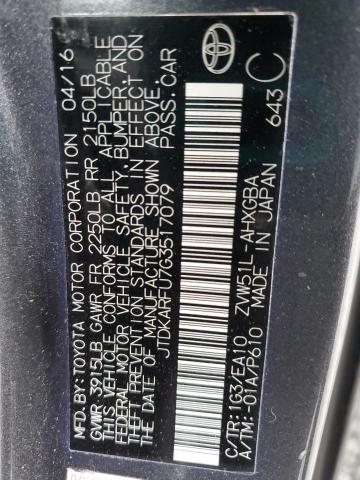 MFD. BY:TOYOTA MOTOR CORPORATION 04/16
GVWR 3915LB GAWR FR 2250LB RR 2150LB
THIS VEHICLE CONFORMS TO ALL APPLICABLE
FEDERAL MOTOR VEHICLE SAFETY, BUMPER, AND
THEFT PREVENTION STANDARDS IN EFFECT ON
THE DATE OF MANUFACTURE SHOWN ABOVE.
JTDKARFU7G3517079 PASS.CAR
C/TR:1G3/EA10 ZVW51L-AHXGBA
A/TM:-01A/P610 MADE IN JAPAN 643
C
TOYOTA